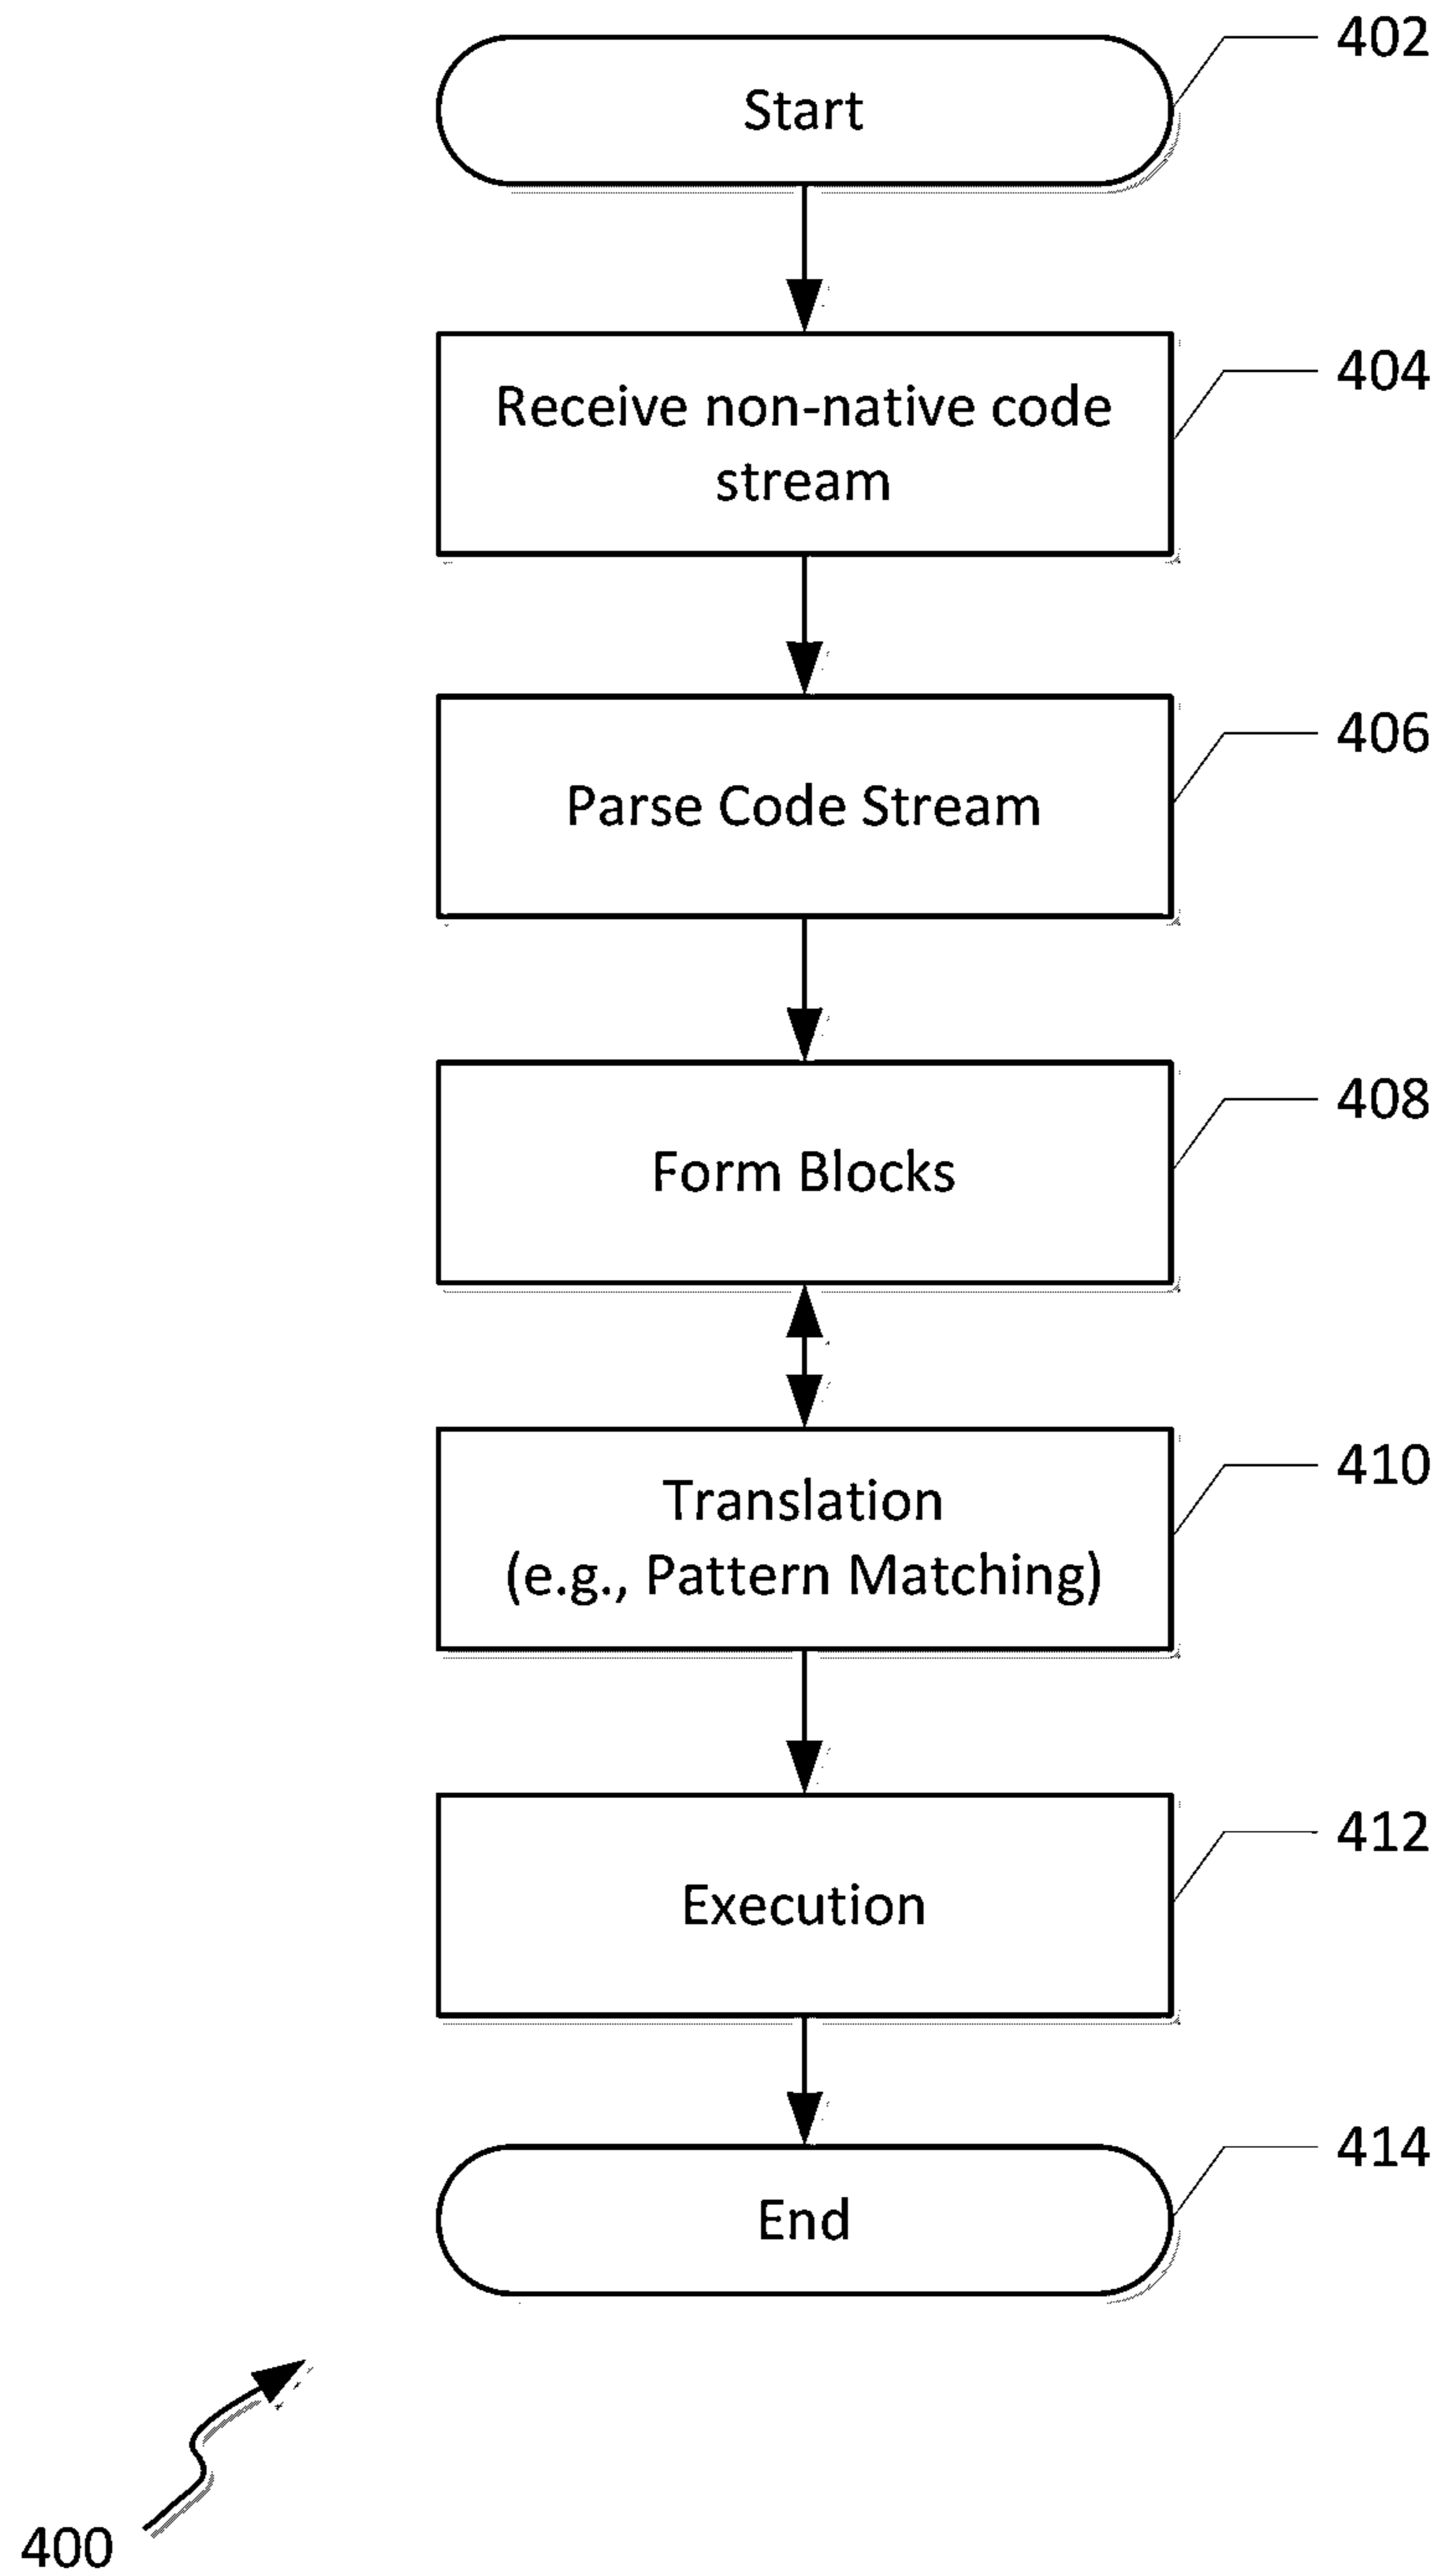 402
Start
404
Receive non-native code
stream
406
Parse Code Stream
408
Form Blocks
410
Translation
(e.g., Pattern Matching)
412
Execution
414
End
400